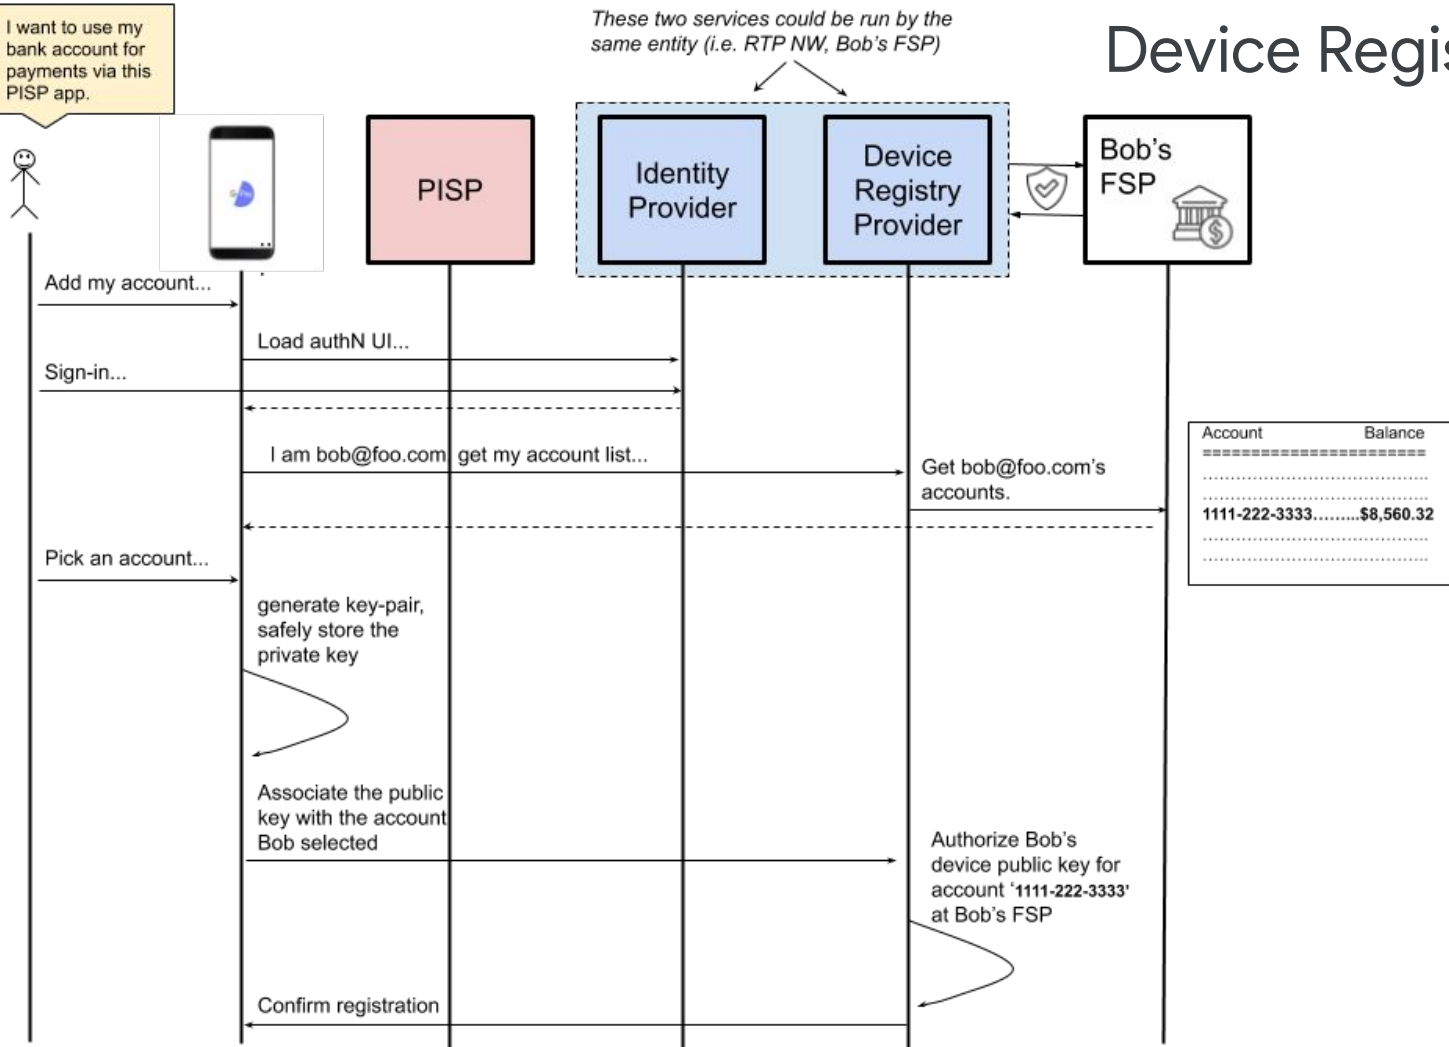 I want to use my
bank account for
payments via this
PISP app.
These two services could be run by the
same entity (i.e. RTP NW, Bob's FSP)
Device Regis
PISP
Identity
Provider
Device
Registry
Provider
Bob's
FSP
Add my account...
Load authN UI...
Sign-in...
I am bob@foo.com, get my account list...
Get bob@foo.com's
accounts.
Account Balance
=======================
.........................................
.........................................
1111-222-3333.........$8,560.32
.........................................
.........................................
Pick an account...
generate key-pair,
safely store the
private key
Associate the public
key with the account
Bob selected
Authorize Bob's
device public key for
account ‘1111-222-3333'
at Bob's FSP
Confirm registration